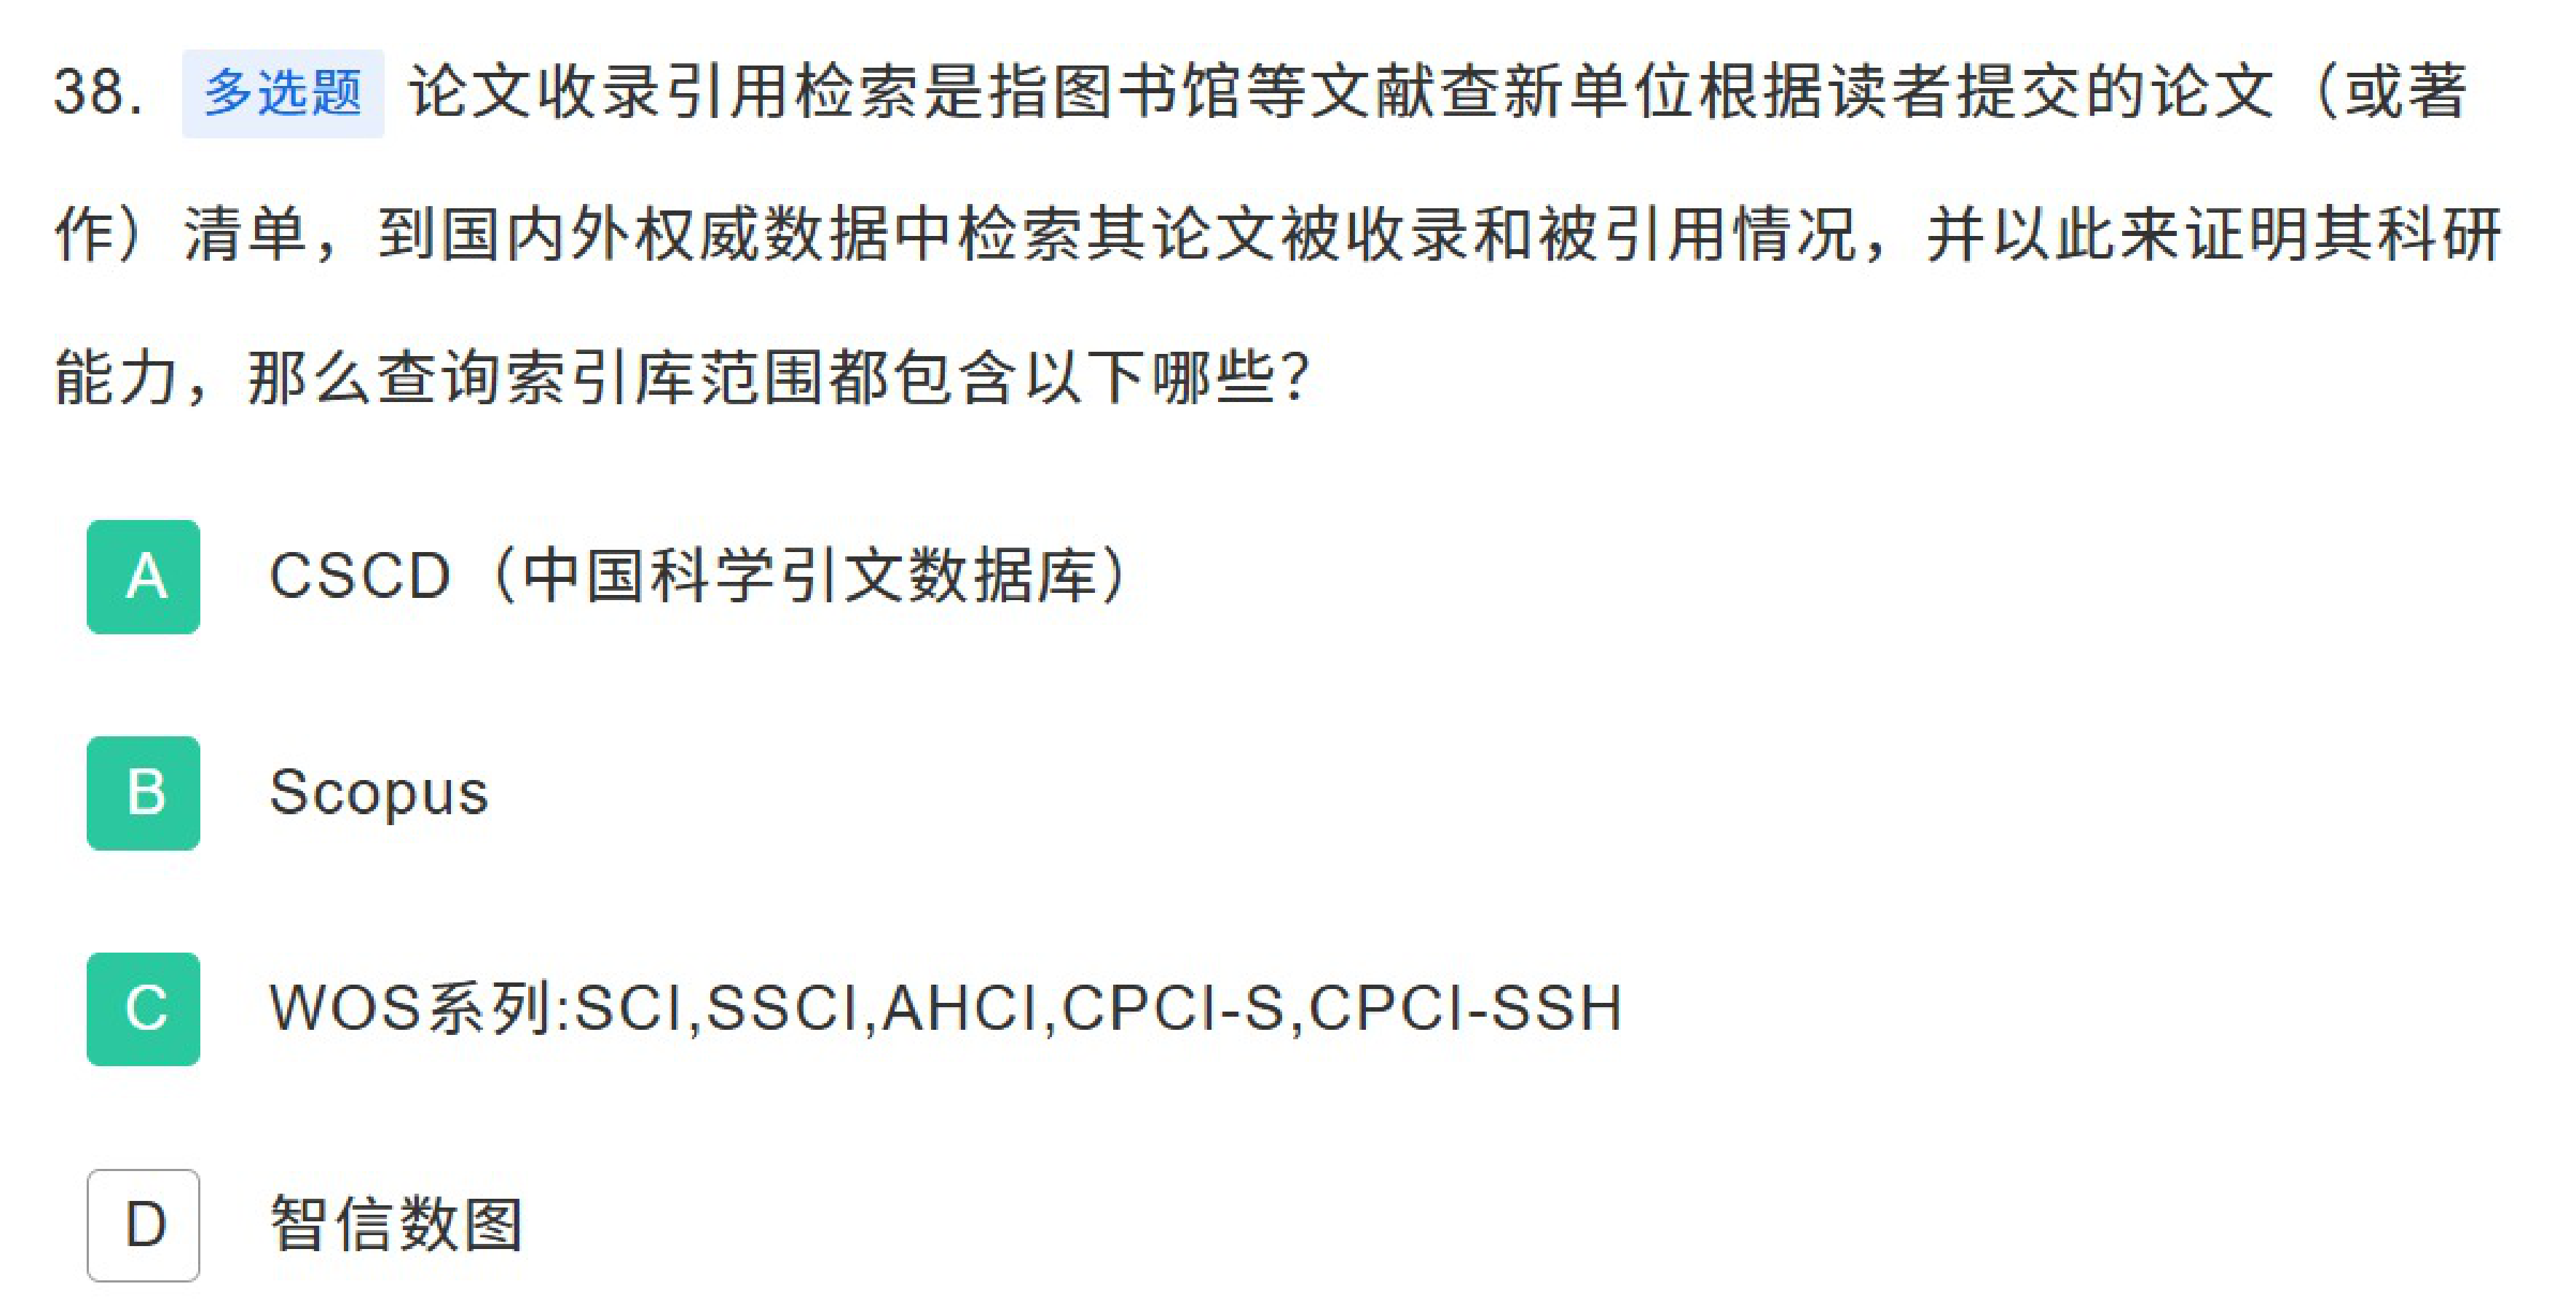 38. 多选题 论文收录引用检索是指图书馆等文献查新单位根据读者提交的论文（或著
作）清单，到国内外权威数据中检索其论文被收录和被引用情况，并以此来证明其科研
能力，那么查询索引库范围都包含以下哪些？
A CSCD（中国科学引文数据库）
B Scopus
C WOS系列:SCI,SSCI,AHCI,CPCI-S,CPCI-SSH
D 智信数图